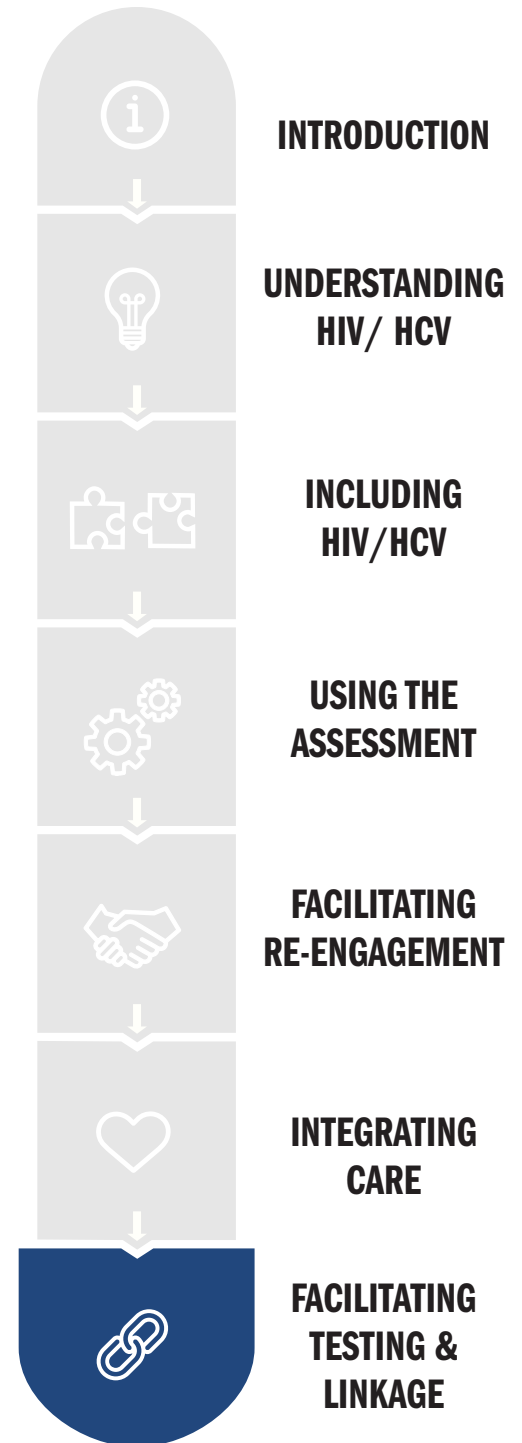 INTRODUCTION
UNDERSTANDING
HIV/ HCV
INCLUDING
HIV/HCV
USING THE
ASSESSMENT
FACILITATING
RE-ENGAGEMENT
INTEGRATING
CARE
FACILITATING
TESTING &
LINKAGE